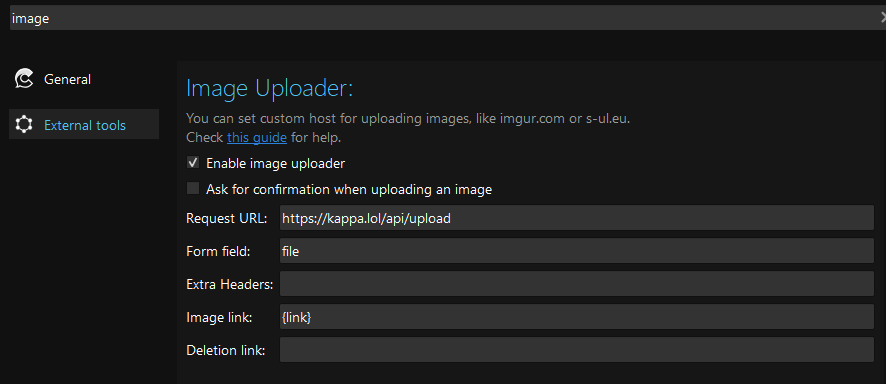 image
General
External tools
Image Uploader:
You can set custom host for uploading images, like imgur.com or s-ul.eu.
Check this guide for help.
Enable image uploader
Ask for confirmation when uploading an image
Request URL: https://kappa.lol/api/upload
Form field: file
Extra Headers:
Image link: {link}
Deletion link: